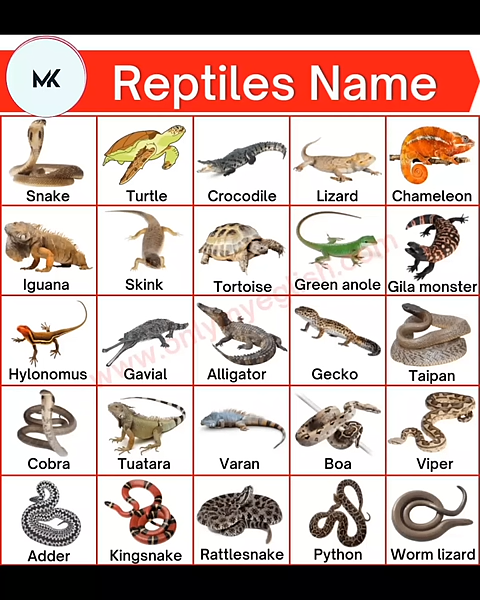 MK
Reptiles Name
Snake
Turtle
Crocodile
Lizard
Chameleon
Iguana
Skink
Tortoise
Green anole
Gila monster
Hylonomus
Gavial
Alligator
Gecko
Taipan
Cobra
Tuatara
Varan
Boa
Viper
Adder
Kingsnake
Rattlesnake
Python
Worm lizard